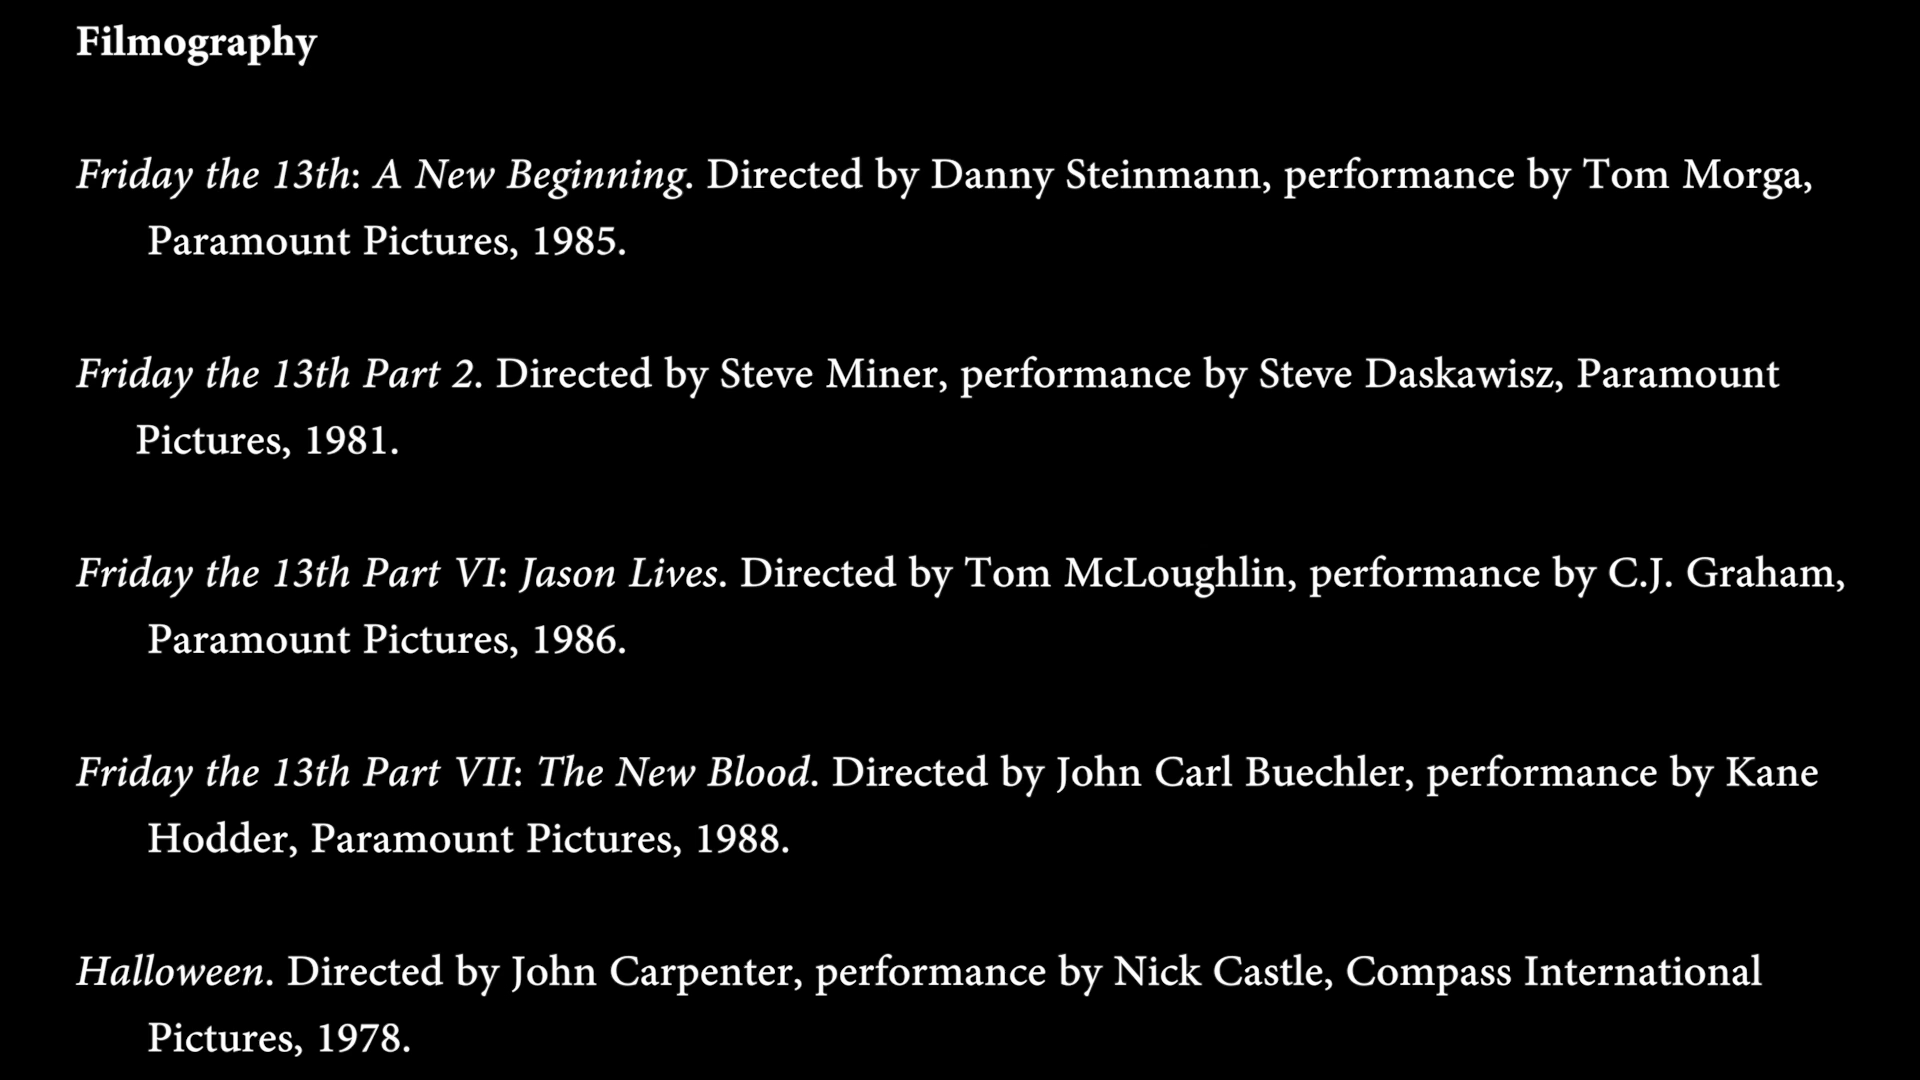 Filmography
Friday the 13th: A New Beginning. Directed by Danny Steinmann, performance by Tom Morga,
Paramount Pictures, 1985.
Friday the 13th Part 2. Directed by Steve Miner, performance by Steve Daskawisz, Paramount
Pictures, 1981.
Friday the 13th Part VI: Jason Lives. Directed by Tom McLoughlin, performance by C.J. Graham,
Paramount Pictures, 1986.
Friday the 13th Part VII: The New Blood. Directed by John Carl Buechler, performance by Kane
Hodder, Paramount Pictures, 1988.
Halloween. Directed by John Carpenter, performance by Nick Castle, Compass International
Pictures, 1978.